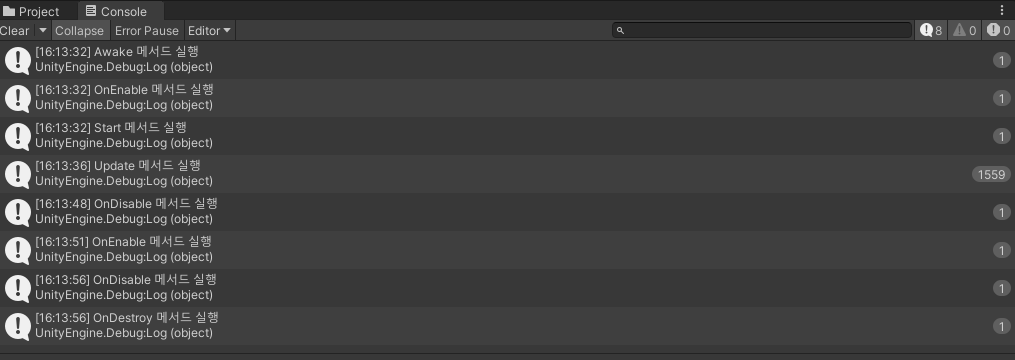 Project
Console
Clear Collapse Error Pause Editor 8 0 0
[16:13:32] Awake 메서드 실행
UnityEngine.Debug:Log (object)
1
[16:13:32] OnEnable 메서드 실행
UnityEngine.Debug:Log (object)
1
[16:13:32] Start 메서드 실행
UnityEngine.Debug:Log (object)
1
[16:13:36] Update 메서드 실행
UnityEngine.Debug:Log (object)
1559
[16:13:48] OnDisable 메서드 실행
UnityEngine.Debug:Log (object)
1
[16:13:51] OnEnable 메서드 실행
UnityEngine.Debug:Log (object)
1
[16:13:56] OnDisable 메서드 실행
UnityEngine.Debug:Log (object)
1
[16:13:56] OnDestroy 메서드 실행
UnityEngine.Debug:Log (object)
1